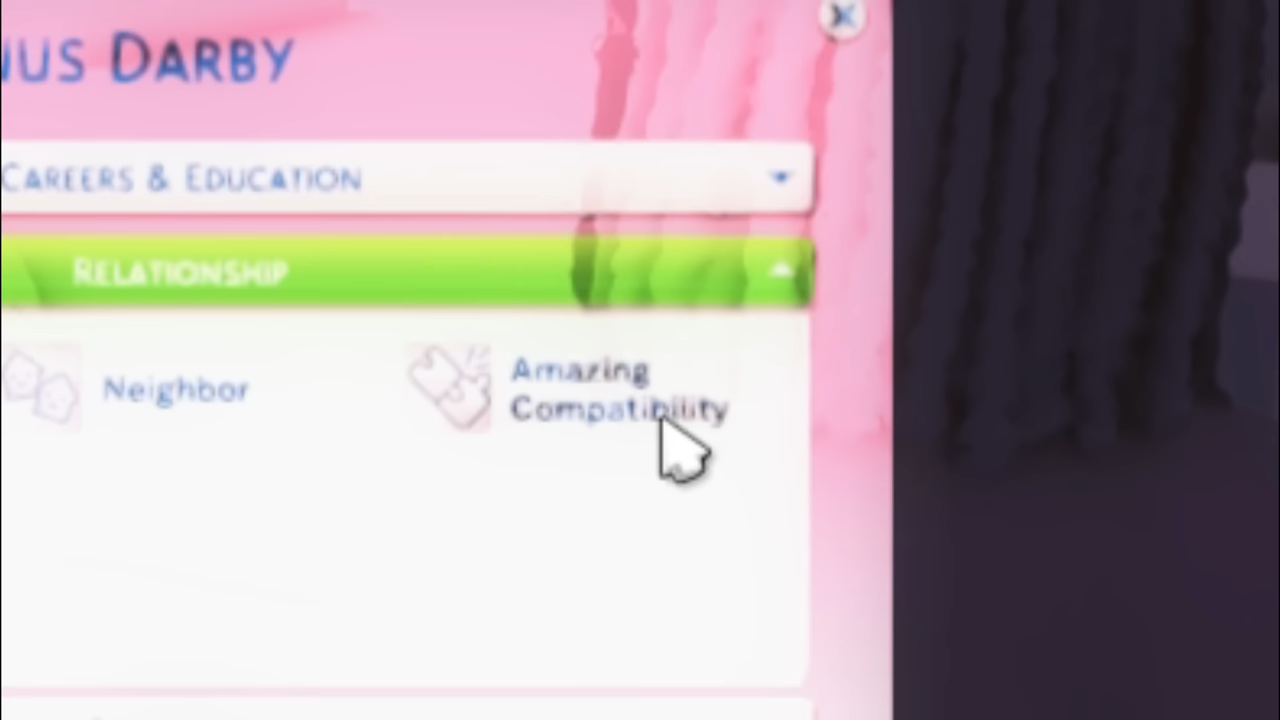 NUS DARBY
CAREERS & EDUCATION
RELATIONSHIP
Neighbor
Amazing
Compatibility